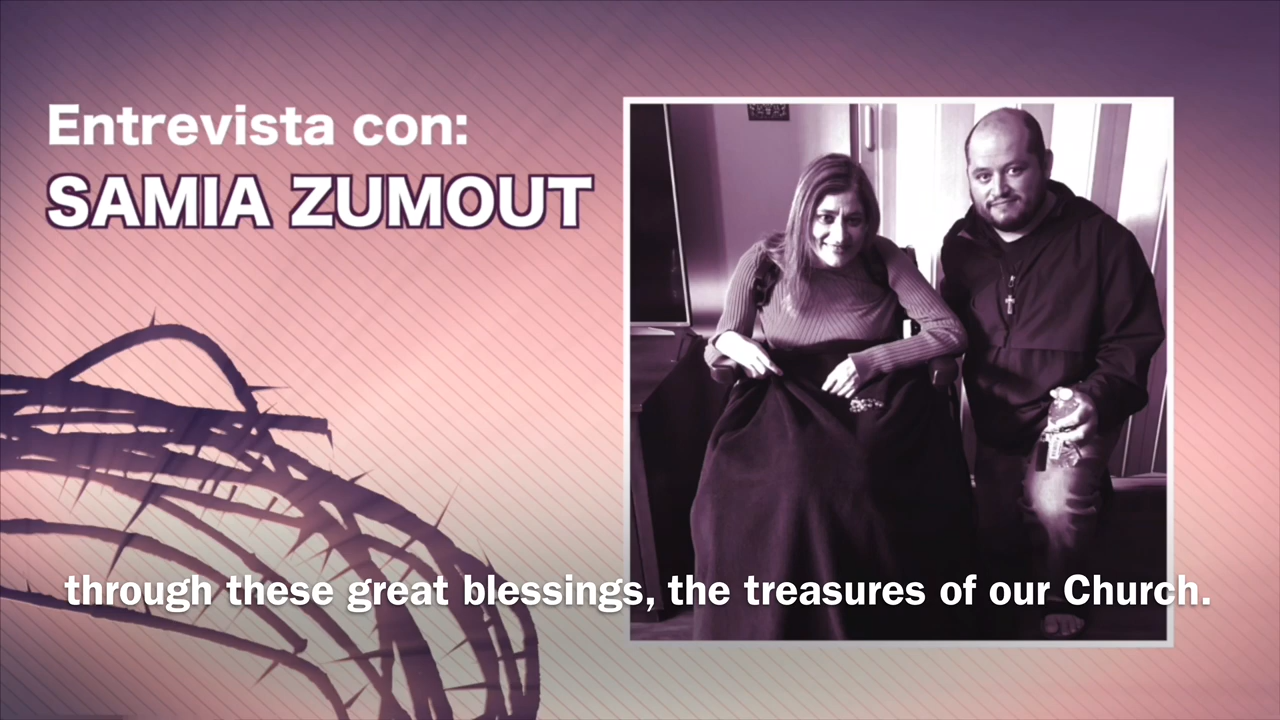 Entrevista con:
SAMIA ZUMOUT
through these great blessings, the treasures of our Church.